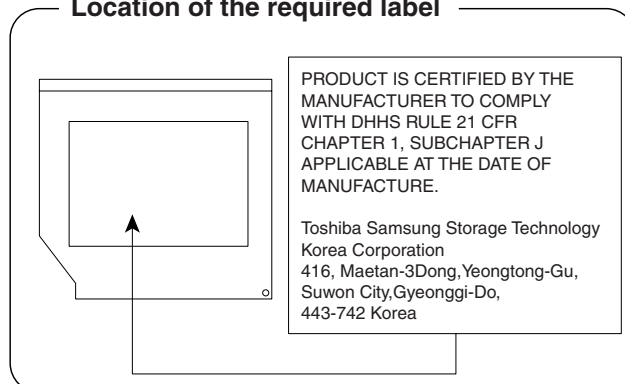 Location of the required label
PRODUCT IS CERTIFIED BY THE
MANUFACTURER TO COMPLY
WITH DHHS RULE 21 CFR
CHAPTER 1, SUBCHAPTER J
APPLICABLE AT THE DATE OF
MANUFACTURE.
Toshiba Samsung Storage Technology
Korea Corporation
416, Maetan-3Dong,Yeongtong-Gu,
Suwon City,Gyeonggi-Do,
443-742 Korea